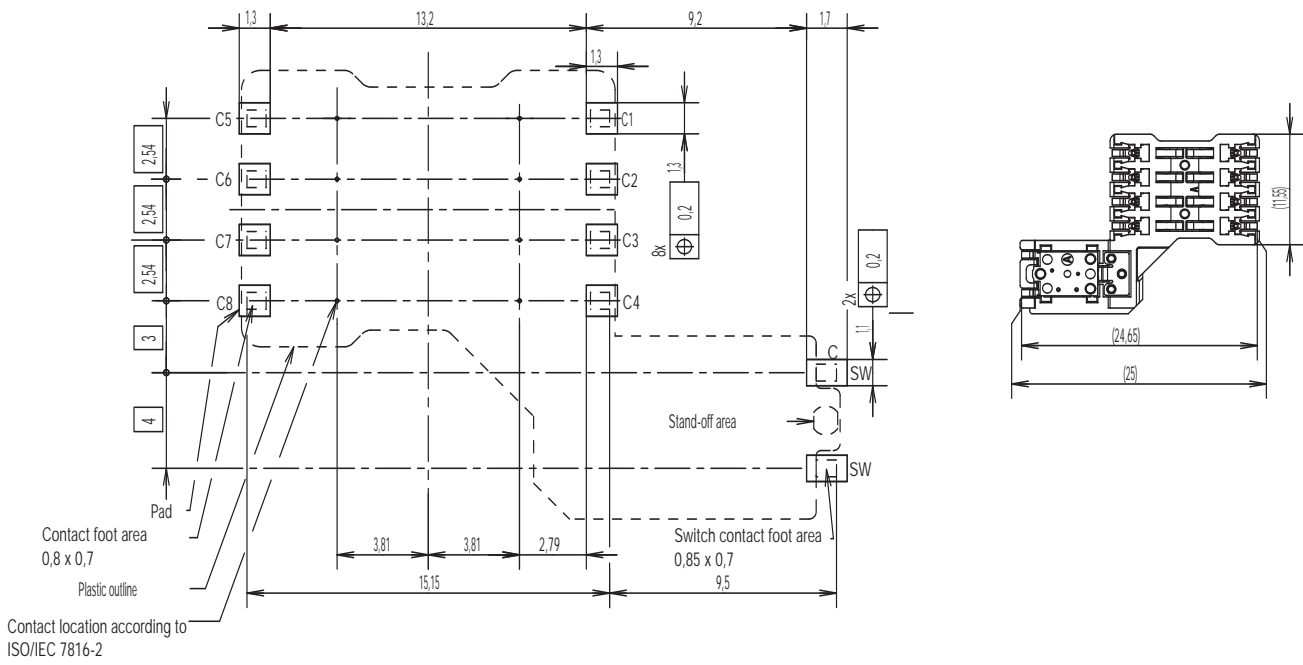 1,3
13,2
9,2
1,7
1,3
C5
C1
2,54
1,3
C6
C2
2,54
0,2
8x
C7
C3
2,54
0,2
2x
C8
C4
3
1,1
C
SW
4
Stand-off area
SW
Pad
Contact foot area
0,8 x 0,7
Switch contact foot area
0,85 x 0,7
3,81
3,81
2,79
Plastic outline
15,15
9,5
Contact location according to
ISO/IEC 7816-2
A
A
(11,55)
(24,65)
(25)